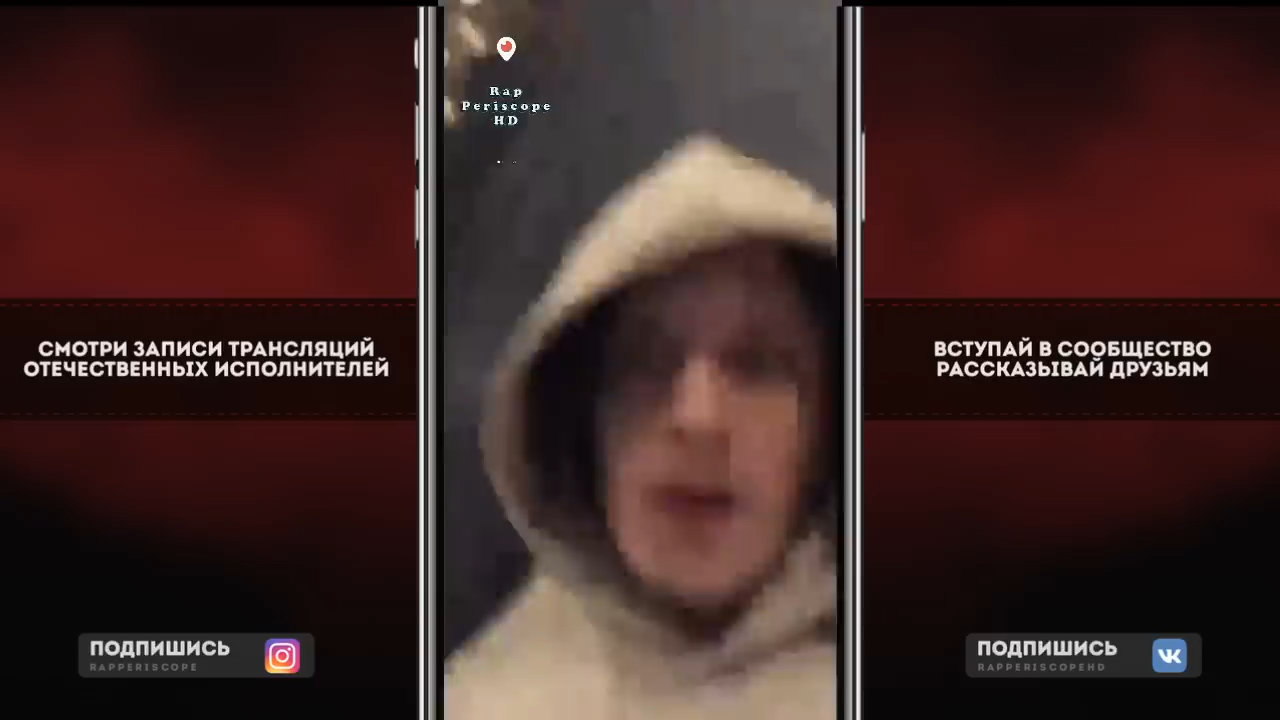 Rap
Periscope
HD
СМОТРИ ЗАПИСИ ТРАНСЛЯЦИЙ
ОТЕЧЕСТВЕННЫХ ИСПОЛНИТЕЛЕЙ
ВСТУПАЙ В СООБЩЕСТВО
РАССКАЗЫВАЙ ДРУЗЬЯМ
ПОДПИШИСЬ
RAPPERISCOPE
ПОДПИШИСЬ
RAPPERISCOPEHD